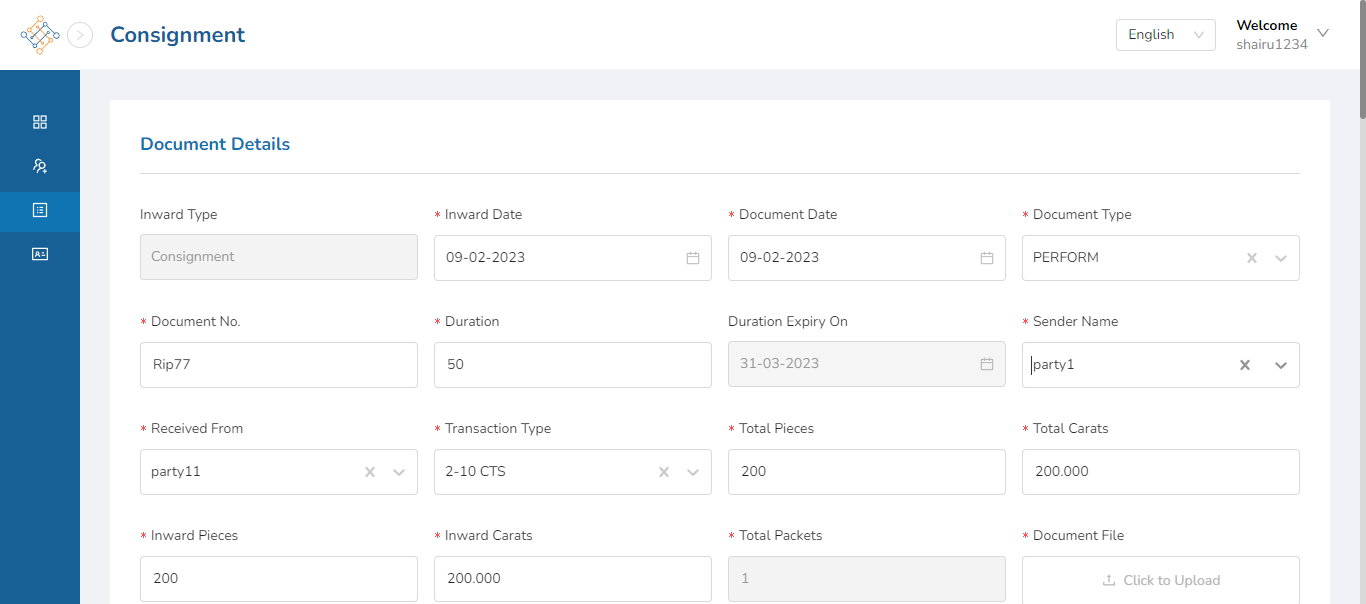 Consignment
English
Welcome
shairu1234
Document Details
Inward Type
* Inward Date
* Document Date
* Document Type
Consignment
09-02-2023
09-02-2023
PERFORM
* Document No.
* Duration
Duration Expiry On
* Sender Name
Rip77
50
31-03-2023
party1
* Received From
* Transaction Type
* Total Pieces
* Total Carats
party11
2-10 CTS
200
200.000
* Inward Pieces
* Inward Carats
* Total Packets
* Document File
200
200.000
1
Click to Upload